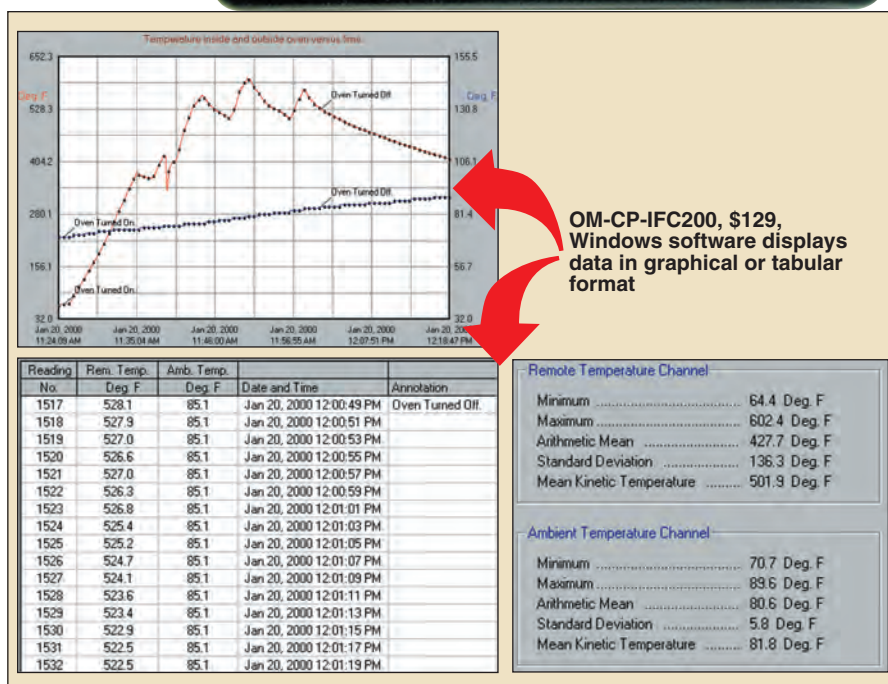 Temperature inside and outside oven versus time.
652.3
155.5
Deg. F
Deg. F
528.3
Oven Turned Off.
130.8
404.2
106.1
Oven Turned Off.
280.1
Oven Turned On.
81.4
156.1
56.7
Oven Turned On.
32.0
32.0
Jan 20, 2000 Jan 20, 2000 Jan 20, 2000 Jan 20, 2000 Jan 20, 2000 Jan 20, 2000
11:24:09 AM 11:35:04 AM 11:46:00 AM 11:56:55 AM 12:07:51 PM 12:18:47 PM
OM-CP-IFC200, $129,
Windows software displays
data in graphical or tabular
format
Reading Rem. Temp. Amb. Temp.
No. Deg. F Deg. F Date and Time Annotation
1517 528.1 85.1 Jan 20, 2000 12:00:49 PM Oven Turned Off.
1518 527.9 85.1 Jan 20, 2000 12:00:51 PM
1519 527.0 85.1 Jan 20, 2000 12:00:53 PM
1520 526.6 85.1 Jan 20, 2000 12:00:55 PM
1521 527.0 85.1 Jan 20, 2000 12:00:57 PM
1522 526.3 85.1 Jan 20, 2000 12:00:59 PM
1523 526.8 85.1 Jan 20, 2000 12:01:01 PM
1524 525.4 85.1 Jan 20, 2000 12:01:03 PM
1525 525.2 85.1 Jan 20, 2000 12:01:05 PM
1526 524.7 85.1 Jan 20, 2000 12:01:07 PM
1527 524.1 85.1 Jan 20, 2000 12:01:09 PM
1528 523.6 85.1 Jan 20, 2000 12:01:11 PM
1529 523.4 85.1 Jan 20, 2000 12:01:13 PM
1530 522.9 85.1 Jan 20, 2000 12:01:15 PM
1531 522.5 85.1 Jan 20, 2000 12:01:17 PM
1532 522.5 85.1 Jan 20, 2000 12:01:19 PM
Remote Temperature Channel
Minimum .......................... 64.4 Deg. F
Maximum .......................... 602.4 Deg. F
Arithmetic Mean .................. 427.7 Deg. F
Standard Deviation ............... 136.3 Deg. F
Mean Kinetic Temperature ......... 501.9 Deg. F
Ambient Temperature Channel
Minimum .......................... 70.7 Deg. F
Maximum .......................... 89.6 Deg. F
Arithmetic Mean .................. 80.6 Deg. F
Standard Deviation ............... 5.8 Deg. F
Mean Kinetic Temperature ......... 81.8 Deg. F